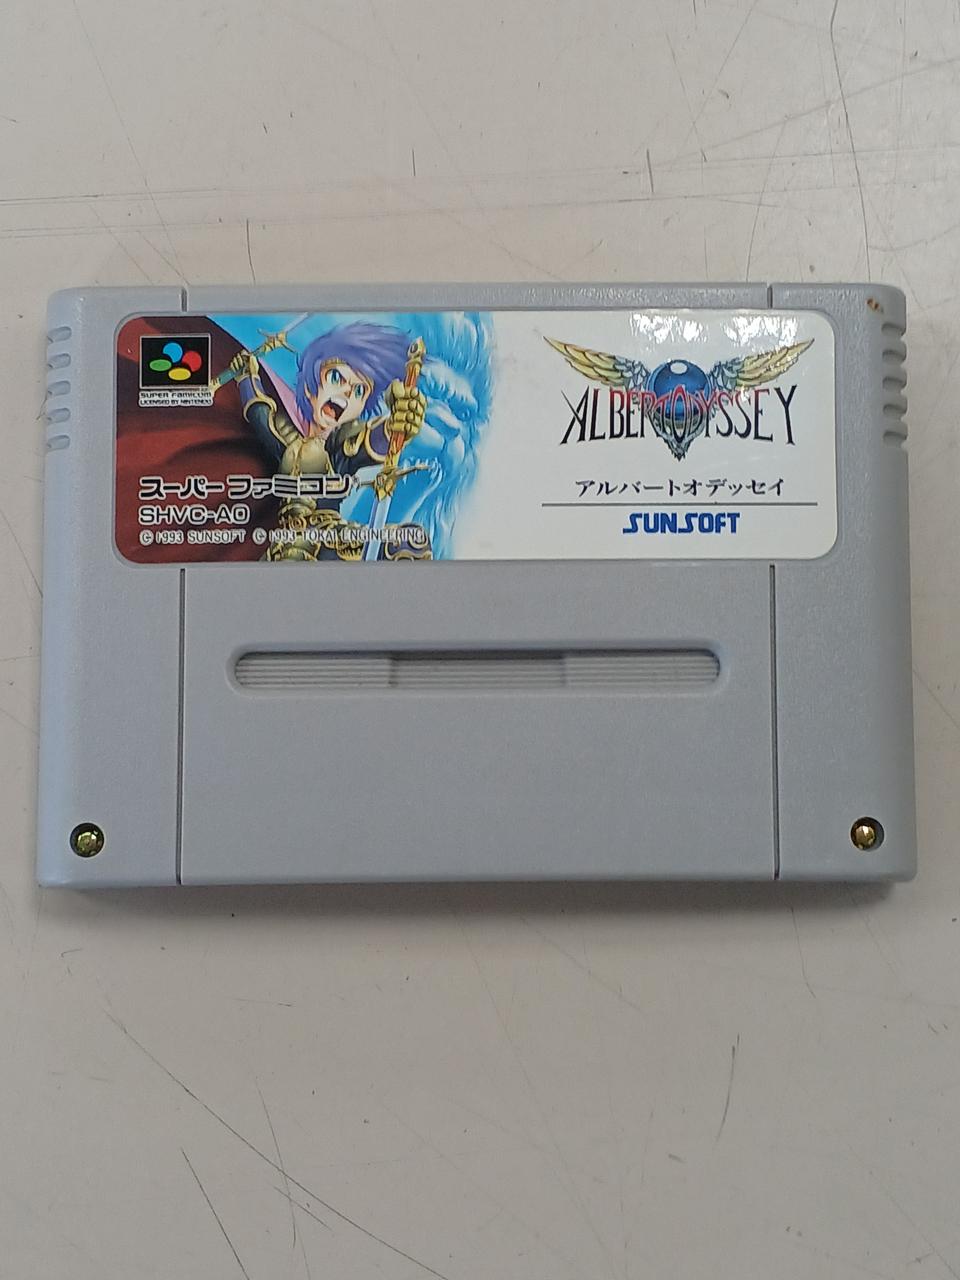 SUPER FAMICOM
LICENSED BY NINTENDO
スーパーファミコン
SHVC-AO
© 1993 SUNSOFT © 1993 TOKAI ENGINEERING
ALBERT ODYSSEY
アルバートオデッセイ
SUNSOFT